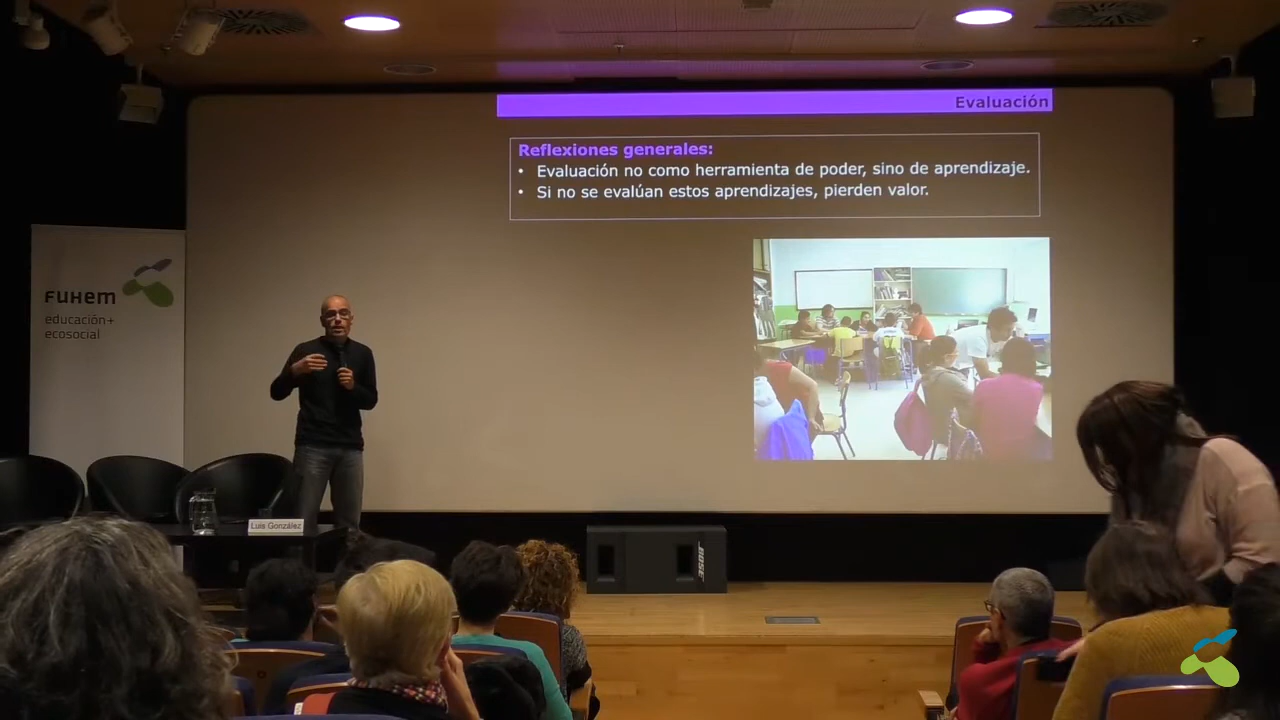 Evaluación
Reflexiones generales:
• Evaluación no como herramienta de poder, sino de aprendizaje.
• Si no se evalúan estos aprendizajes, pierden valor.
FUHEM
educación+
ecosocial
Luis González
BOSE